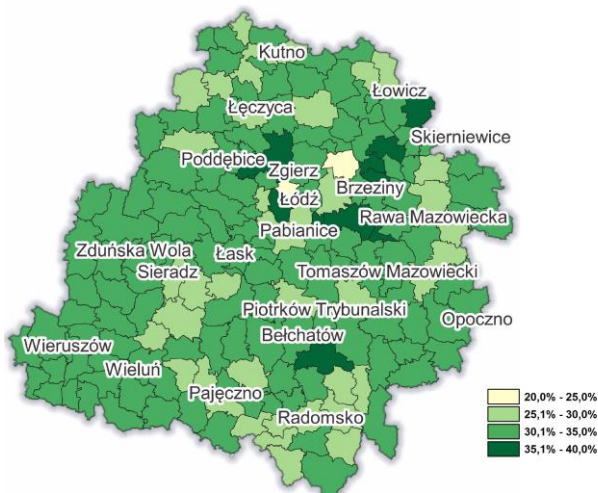 Kutno
Łowicz
Łęczyca
Skierniewice
Poddębice
Zgierz
Brzeziny
Łódź
Rawa Mazowiecka
Pabianice
Zduńska Wola
Łask
Sieradz
Tomaszów Mazowiecki
Piotrków Trybunalski
Opoczno
Bełchatów
Wieruszów
Wieluń
Pajęczno
Radomsko
20,0% - 25,0%
25,1% - 30,0%
30,1% - 35,0%
35,1% - 40,0%